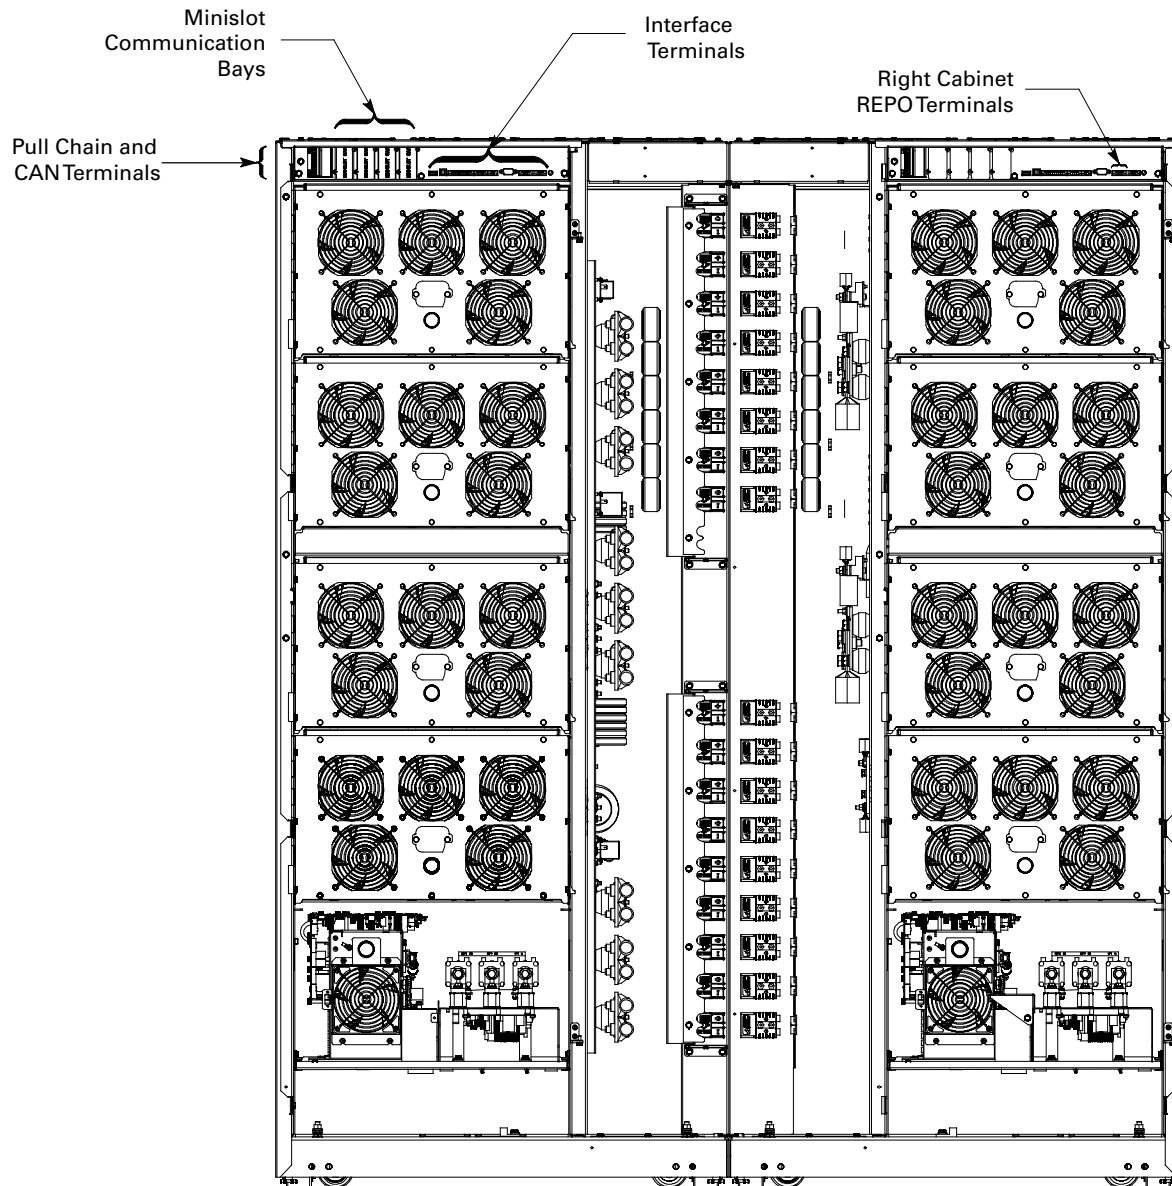 Minislot
Communication
Bays
Interface
Terminals
Right Cabinet
REPO Terminals
Pull Chain and
CAN Terminals